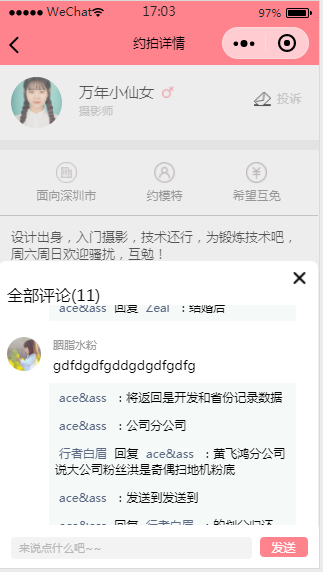 WeChat 17:03 97%
约拍详情
万年小仙女
摄影师
投诉
面向深圳市 约模特 希望互免
设计出身，入门摄影，技术还行，为锻炼技术吧，
周六周日欢迎骚扰，互勉！
全部评论(11)
ace&ass 回复 Zeal ：结婚后
胭脂水粉
gdfdgdfgddgdgdfgdfg
ace&ass ：将返回是开发和省份记录数据
ace&ass ：公司分公司
行者白眉 回复 ace&ass ：黄飞鸿分公司
说大公司粉丝洪是奇偶扫地机粉底
ace&ass ：发送到发送到
ace&ass 回复 行者白眉 ：的划分归还
来说点什么吧~~ 发送